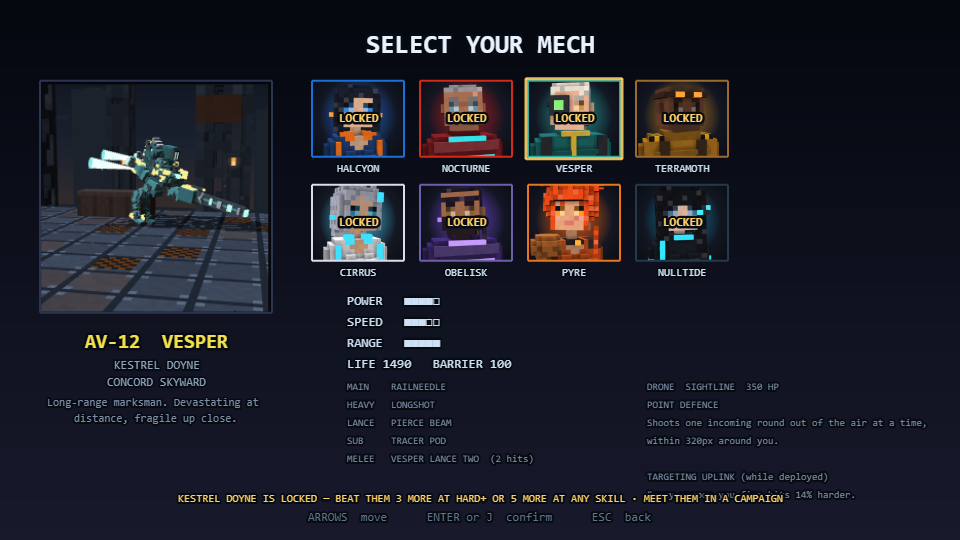 SELECT YOUR MECH
LOCKED LOCKED LOCKED LOCKED
HALCYON NOCTURNE VESPER TERRAMOTH
LOCKED LOCKED LOCKED
CIRRUS OBELISK PYRE NULLTIDE
AV-12 VESPER
KESTREL DOYNE
CONCORD SKYWARD
Long-range marksman. Devastating at
distance, fragile up close.
POWER ■■■■□
SPEED ■■■□□
RANGE ■■■■■
LIFE 1490 BARRIER 100
MAIN RAILNEEDLE
HEAVY LONGSHOT
LANCE PIERCE BEAM
SUB TRACER POD
MELEE VESPER LANCE TWO (2 hits)
DRONE SIGHTLINE 350 HP
POINT DEFENCE
Shoots one incoming round out of the air at a time,
within 320px around you.
TARGETING UPLINK (while deployed)
14% harder.
KESTREL DOYNE IS LOCKED — BEAT THEM 3 MORE AT HARD+ OR 5 MORE AT ANY SKILL · MEET THEM IN A CAMPAIGN
ARROWS move ENTER or J confirm ESC back